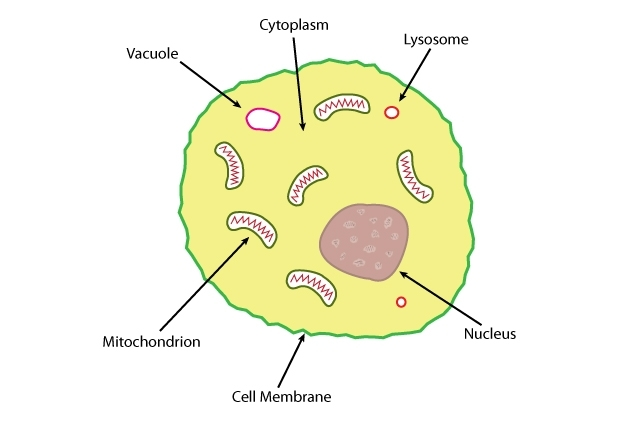 Cytoplasm
Lysosome
Vacuole
Mitochondrion
Nucleus
Cell Membrane